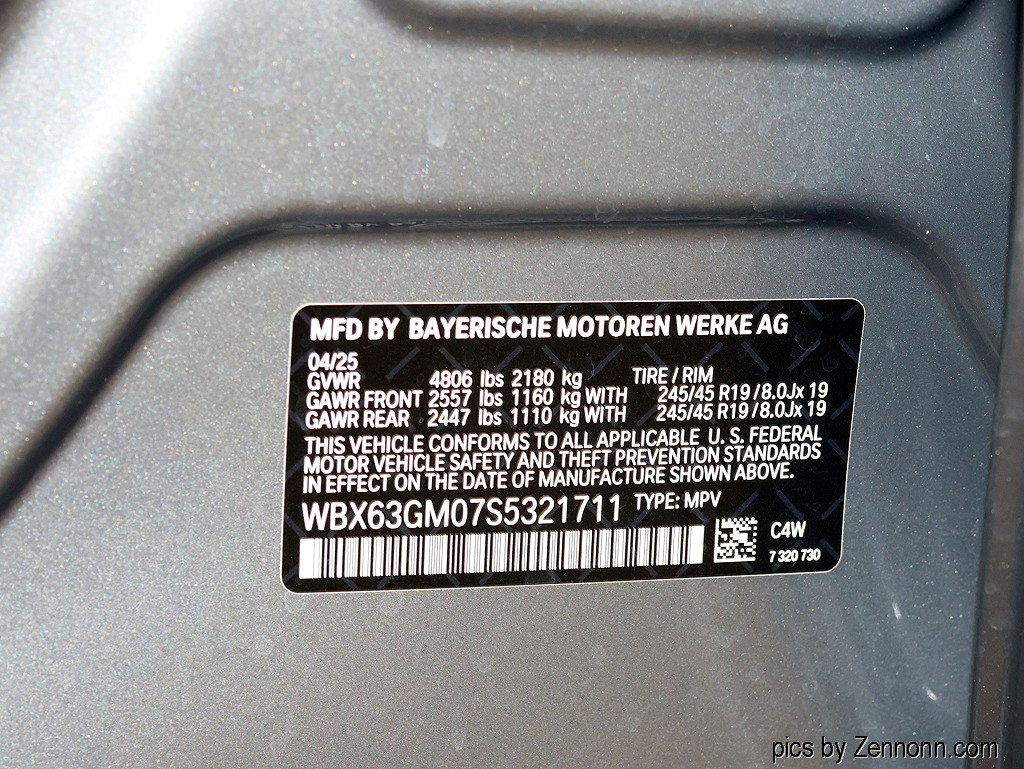 MFD BY BAYERISCHE MOTOREN WERKE AG
04/25
GVWR 4806 lbs 2180 kg TIRE / RIM
GAWR FRONT 2557 lbs 1160 kg WITH 245/45 R19 / 8.0Jx 19
GAWR REAR 2447 lbs 1110 kg WITH 245/45 R19 / 8.0Jx 19
THIS VEHICLE CONFORMS TO ALL APPLICABLE U. S. FEDERAL
MOTOR VEHICLE SAFETY AND THEFT PREVENTION STANDARDS
IN EFFECT ON THE DATE OF MANUFACTURE SHOWN ABOVE.
WBX63GM07S5321711 TYPE: MPV
C4W
7 320 730
pics by Zennonn.com